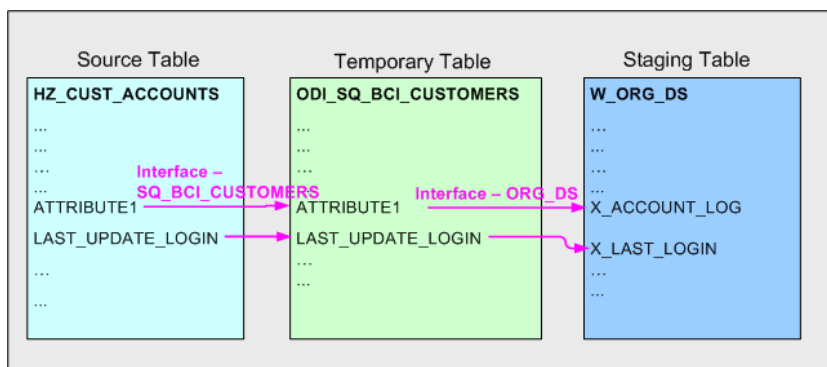 Source Table
HZ_CUST_ACCOUNTS
...
...
...
...
ATTRIBUTE1
LAST_UPDATE_LOGIN
...
...
Interface –
SQ_BCI_CUSTOMERS
Temporary Table
ODI_SQ_BCI_CUSTOMERS
...
...
...
...
ATTRIBUTE1
LAST_UPDATE_LOGIN
...
...
Interface – ORG_DS
Staging Table
W_ORG_DS
...
...
...
...
X_ACCOUNT_LOG
X_LAST_LOGIN
...
...